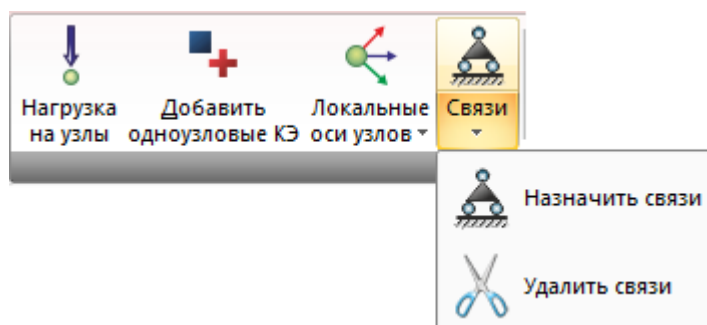 Нагрузка
на узлы
Добавить
одноузловые КЭ
Локальные
оси узлов
Связи
Назначить связи
Удалить связи